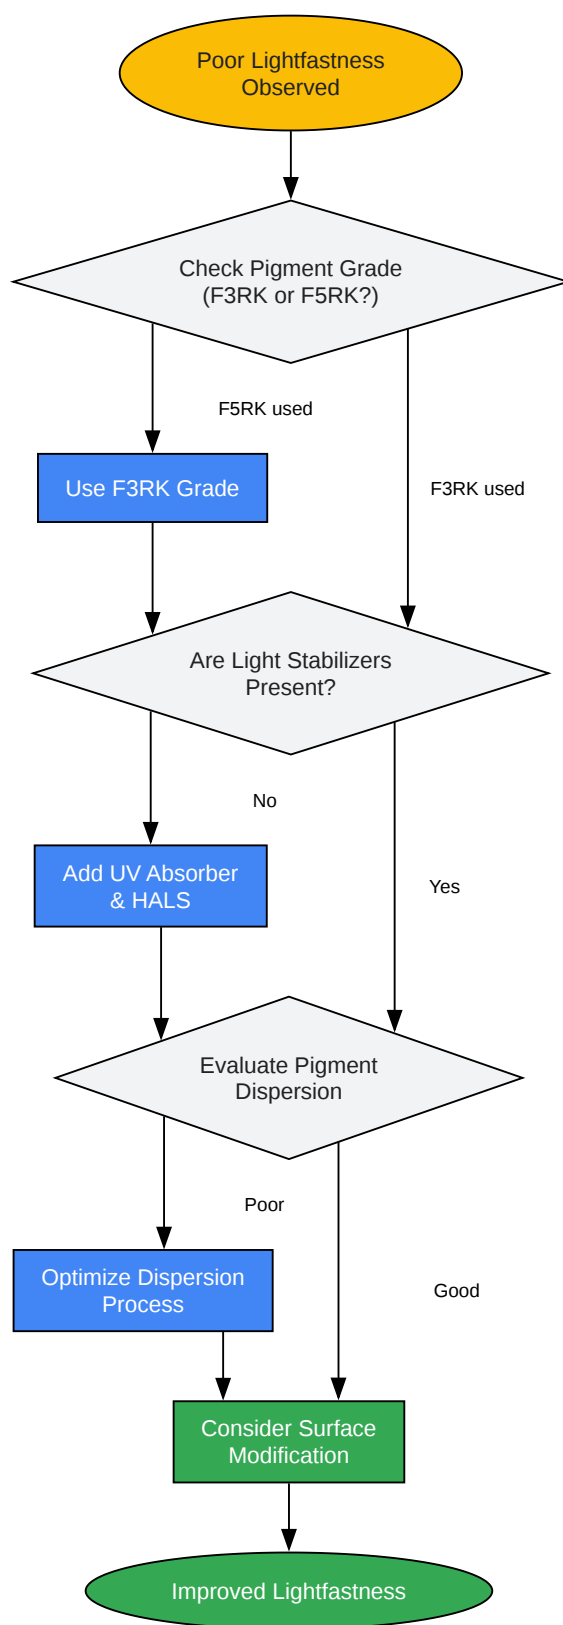 Poor Lightfastness
Observed
Check Pigment Grade
(F3RK or F5RK?)
F5RK used
Use F3RK Grade
F3RK used
Are Light Stabilizers
Present?
No
Add UV Absorber
& HALS
Yes
Evaluate Pigment
Dispersion
Poor
Optimize Dispersion
Process
Good
Consider Surface
Modification
Improved Lightfastness